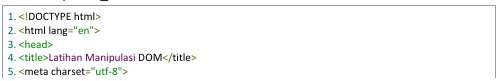 1. <!DOCTYPE html>
2. <html lang="en">
3. <head>
4. <title>Latihan Manipulasi DOM</title>
5. <meta charset="utf-8">